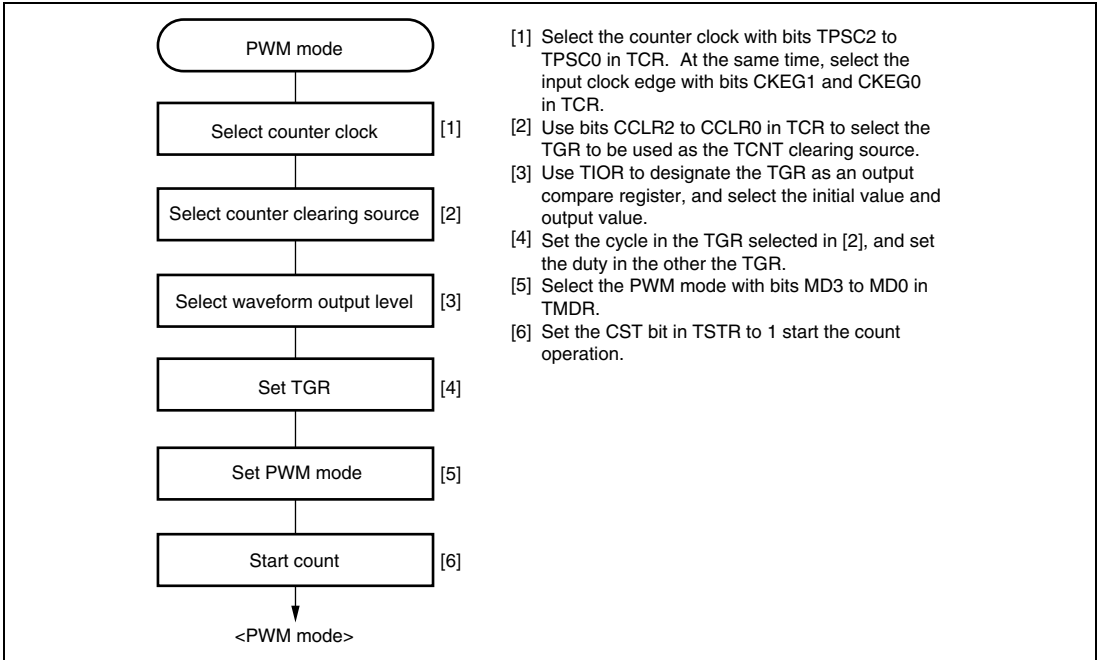 PWM mode
Select counter clock [1]
Select counter clearing source [2]
Select waveform output level [3]
Set TGR [4]
Set PWM mode [5]
Start count [6]
<PWM mode>
[1] Select the counter clock with bits TPSC2 to
TPSC0 in TCR. At the same time, select the
input clock edge with bits CKEG1 and CKEG0
in TCR.
[2] Use bits CCLR2 to CCLR0 in TCR to select the
TGR to be used as the TCNT clearing source.
[3] Use TIOR to designate the TGR as an output
compare register, and select the initial value and
output value.
[4] Set the cycle in the TGR selected in [2], and set
the duty in the other the TGR.
[5] Select the PWM mode with bits MD3 to MD0 in
TMDR.
[6] Set the CST bit in TSTR to 1 start the count
operation.